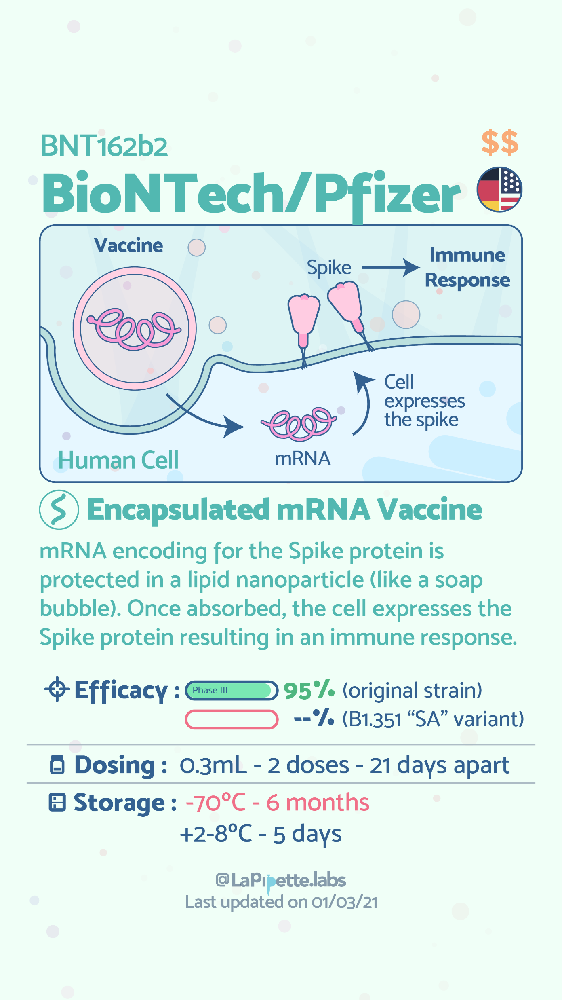 BNT162b2
$$
BioNTech/Pfizer
Vaccine
Spike
Immune
Response
Cell
expresses
the spike
mRNA
Human Cell
Encapsulated mRNA Vaccine
mRNA encoding for the Spike protein is
protected in a lipid nanoparticle (like a soap
bubble). Once absorbed, the cell expresses the
Spike protein resulting in an immune response.
Efficacy : Phase III 95% (original strain)
--% (B1.351 “SA” variant)
Dosing : 0.3mL - 2 doses - 21 days apart
Storage : -70ºC - 6 months
+2-8ºC - 5 days
@LaPipette.labs
Last updated on 01/03/21